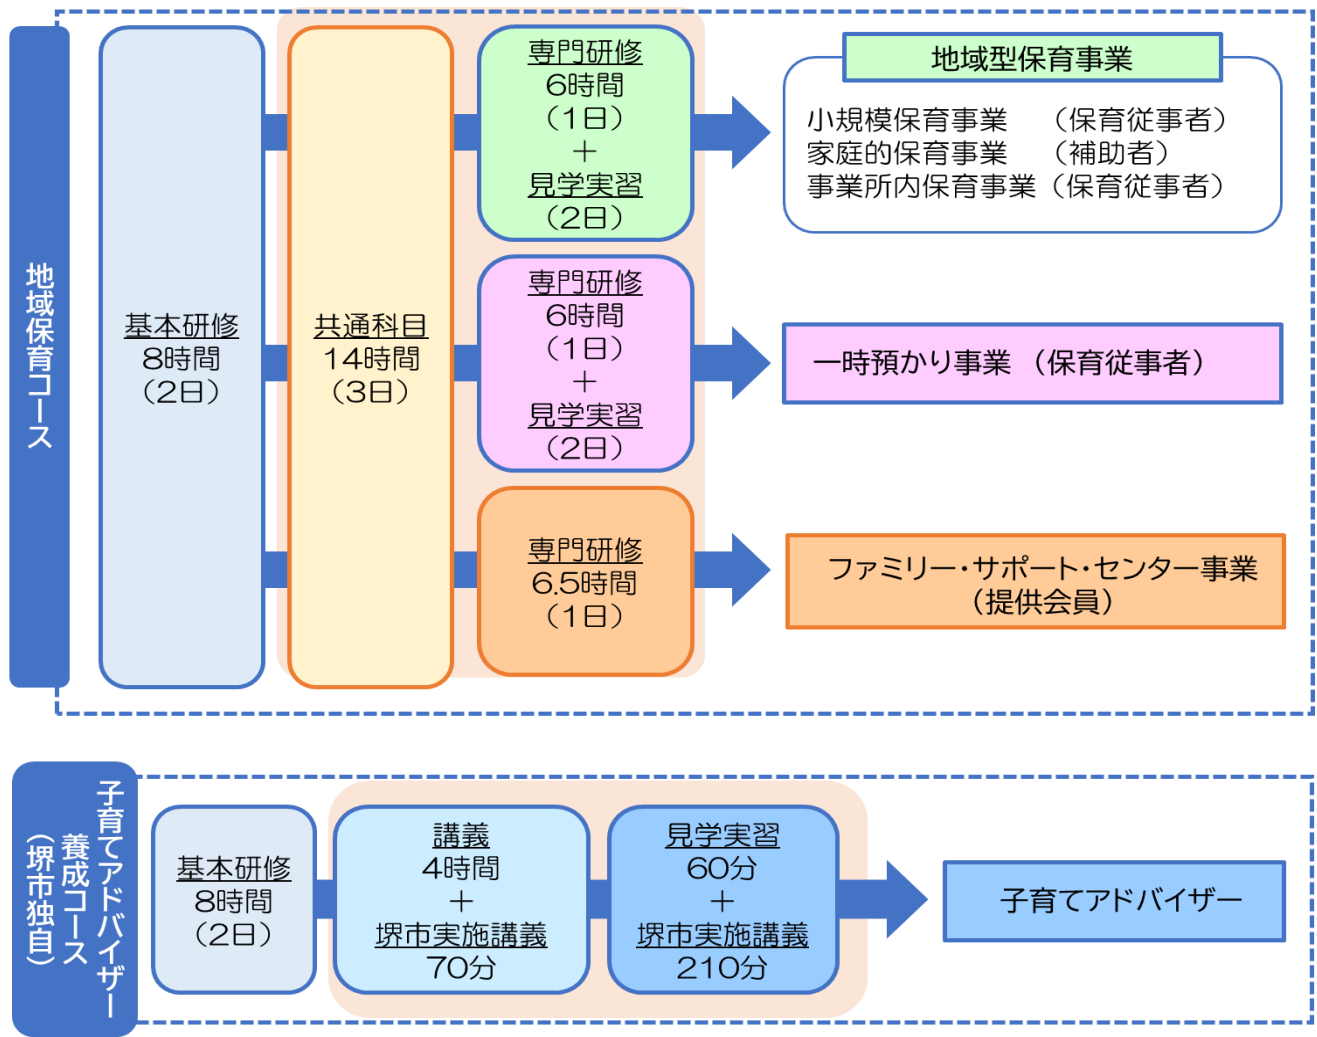 地域保育コース
基本研修
8時間
（2日）
共通科目
14時間
（3日）
専門研修
6時間
（1日）
＋
見学実習
（2日）
地域型保育事業
小規模保育事業　（保育従事者）
家庭的保育事業　（補助者）
事業所内保育事業（保育従事者）
専門研修
6時間
（1日）
＋
見学実習
（2日）
一時預かり事業 （保育従事者）
専門研修
6.5時間
（1日）
ファミリー・サポート・センター事業
（提供会員）
子育てアドバイザー
養成コース
（堺市独自）
基本研修
8時間
（2日）
講義
4時間
＋
堺市実施講義
70分
見学実習
60分
＋
堺市実施講義
210分
子育てアドバイザー